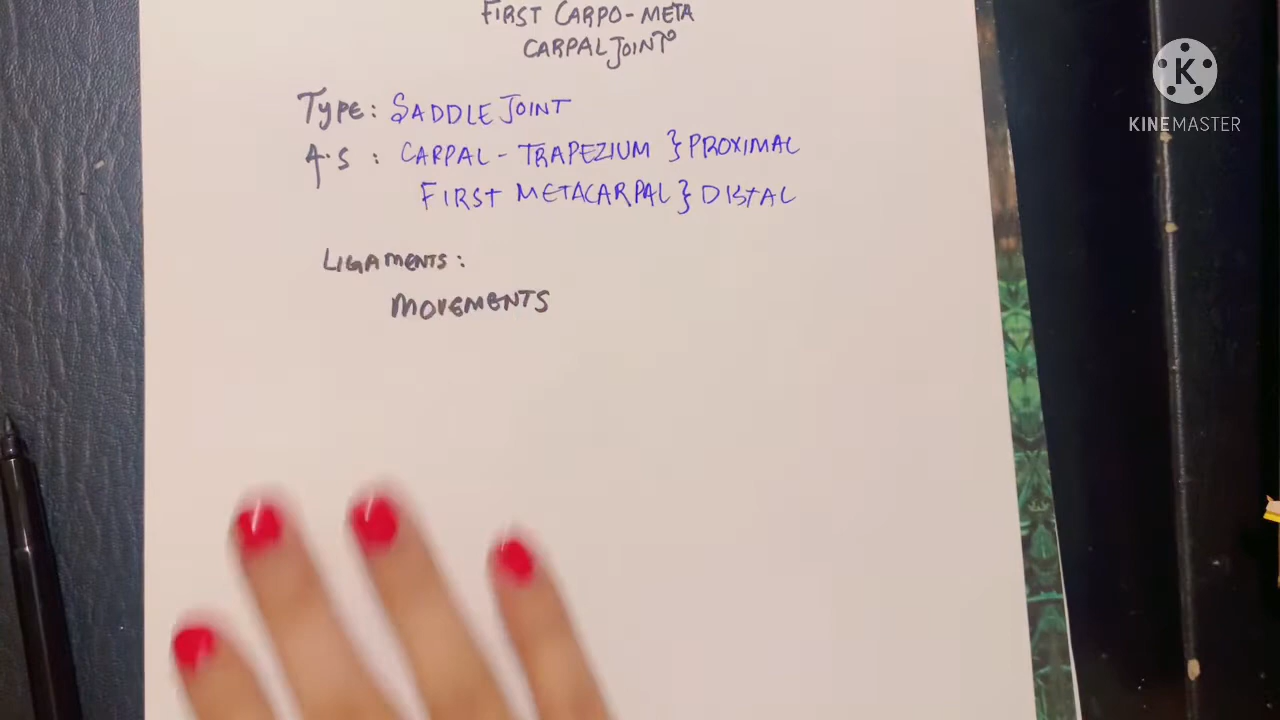 FIRST CARPO-META
CARPAL JOINT
TYPE: SADDLE JOINT
A.S : CARPAL - TRAPEZIUM } PROXIMAL
FIRST METACARPAL } DISTAL
LIGAMENTS:
MOVEMENTS
K
KINEMASTER